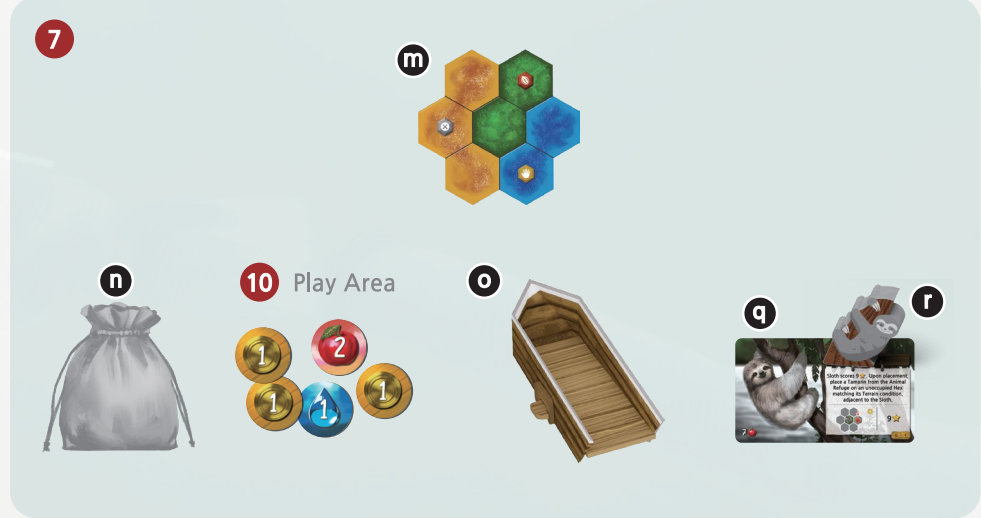 7
m
n
10 Play Area
o
q
r
1
2
1
1
1
Sloth scores 9. Upon placement,
place a Tamarin from the Animal
Refuge on an unoccupied Hex
matching its Terrain condition,
adjacent to the Sloth.
9
7